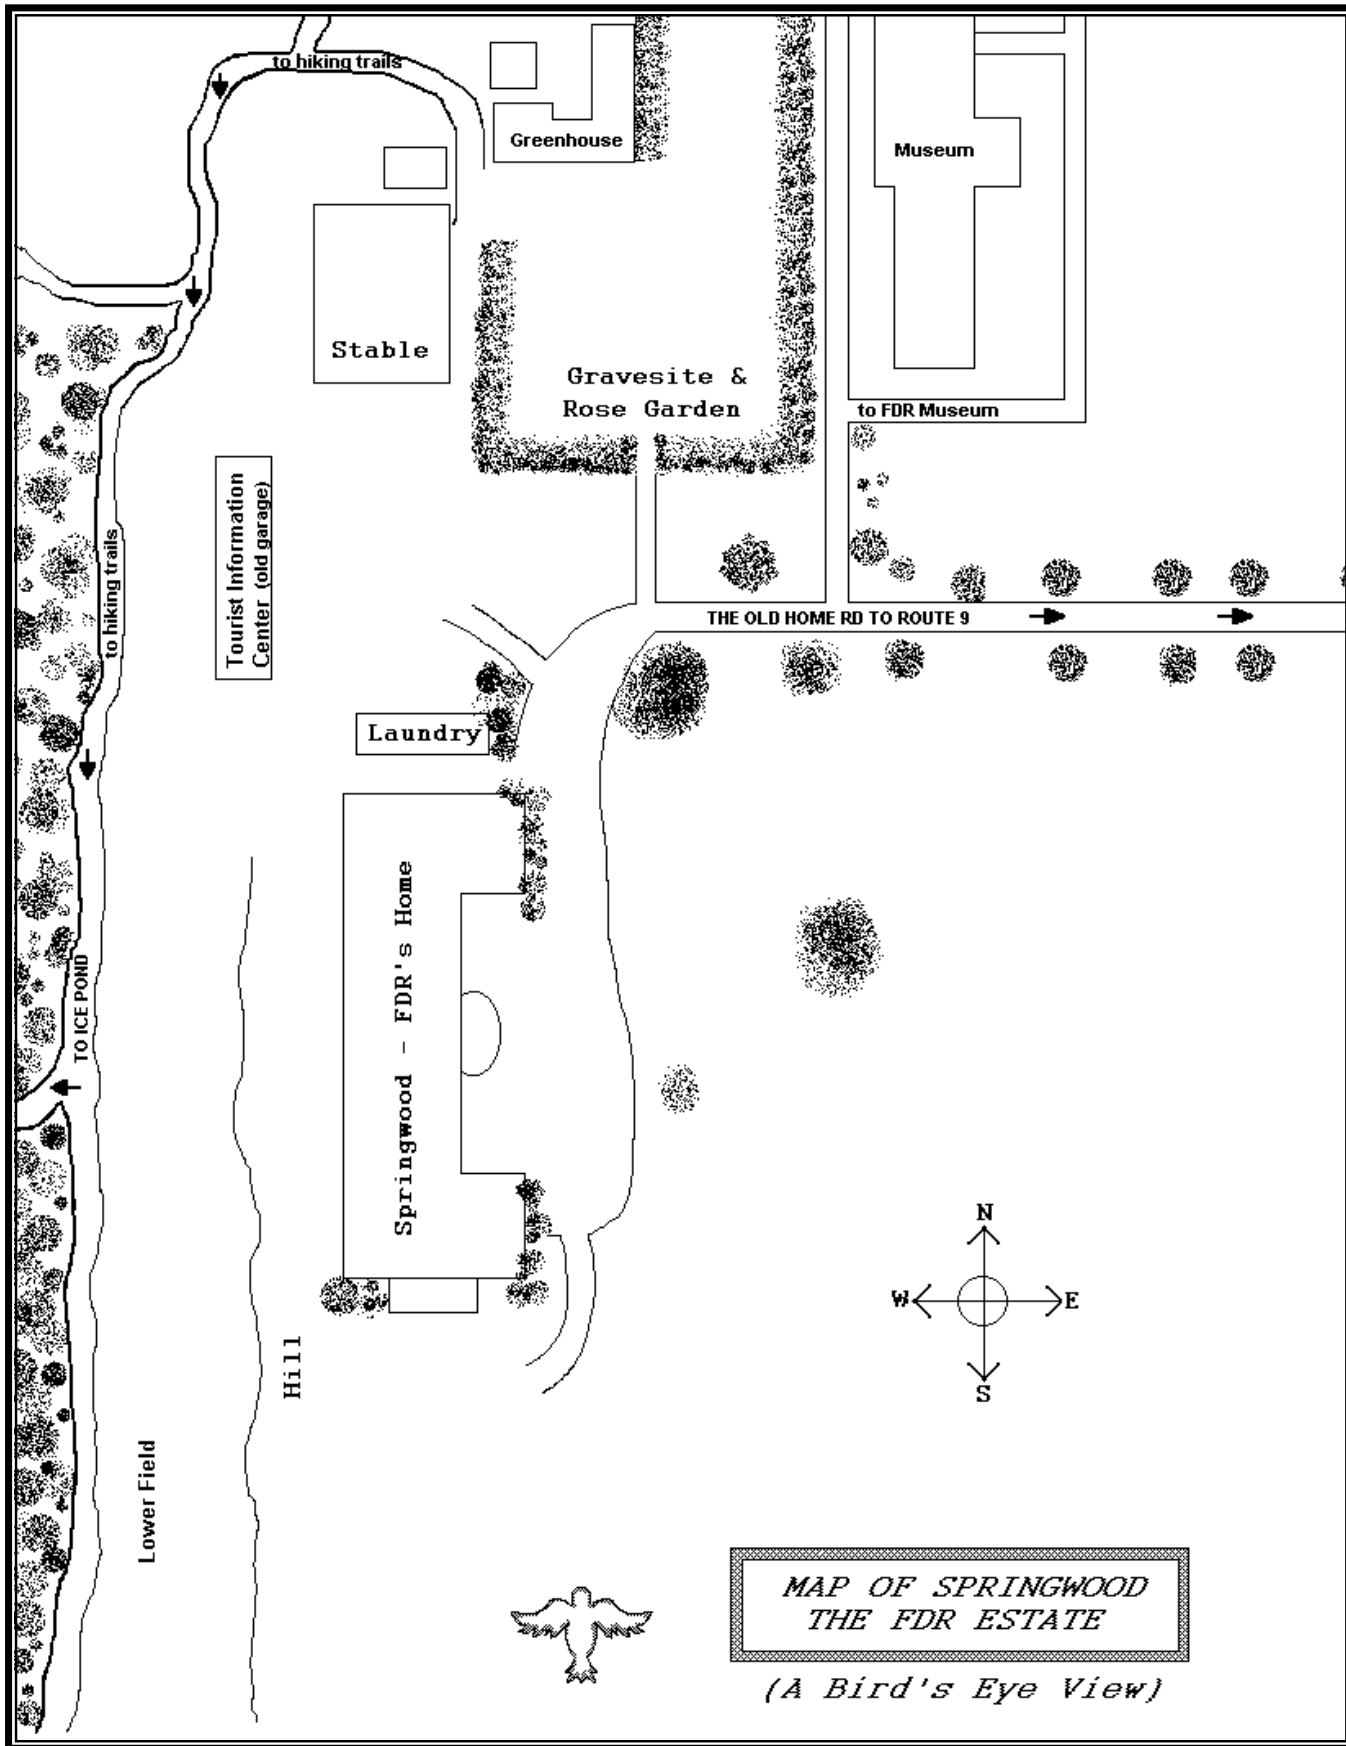 to hiking trails
Greenhouse
Museum
Stable
Gravesite &
Rose Garden
to FDR Museum
Tourist Information
Center (old garage)
to hiking trails
THE OLD HOME RD TO ROUTE 9
Laundry
Springwood - FDR's Home
TO ICE POND
N
W
E
S
Hill
Lower Field
MAP OF SPRINGWOOD
THE FDR ESTATE
(A Bird's Eye View)